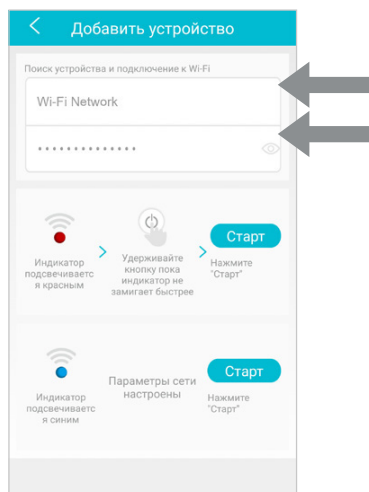 Добавить устройство
Поиск устройства и подключение к Wi-Fi
Wi-Fi Network
··············
Индикатор
подсвечиваетс
я красным
Удерживайте
кнопку пока
индикатор не
замигает быстрее
Старт
Нажмите
"Старт"
Индикатор
подсвечиваетс
я синим
Параметры сети
настроены
Старт
Нажмите
"Старт"